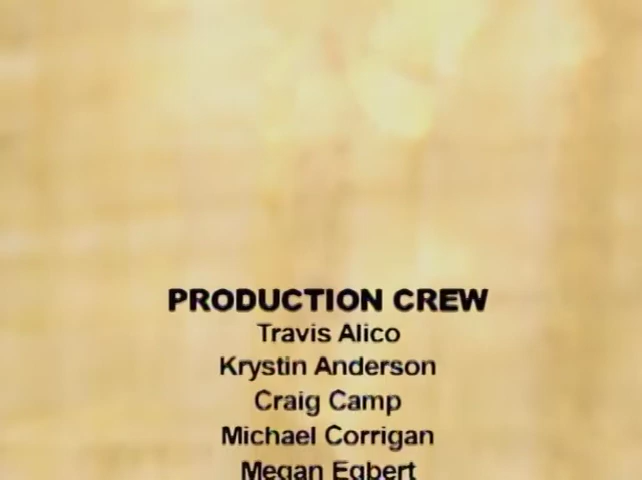 PRODUCTION CREW
Travis Alico
Krystin Anderson
Craig Camp
Michael Corrigan
Megan Egbert